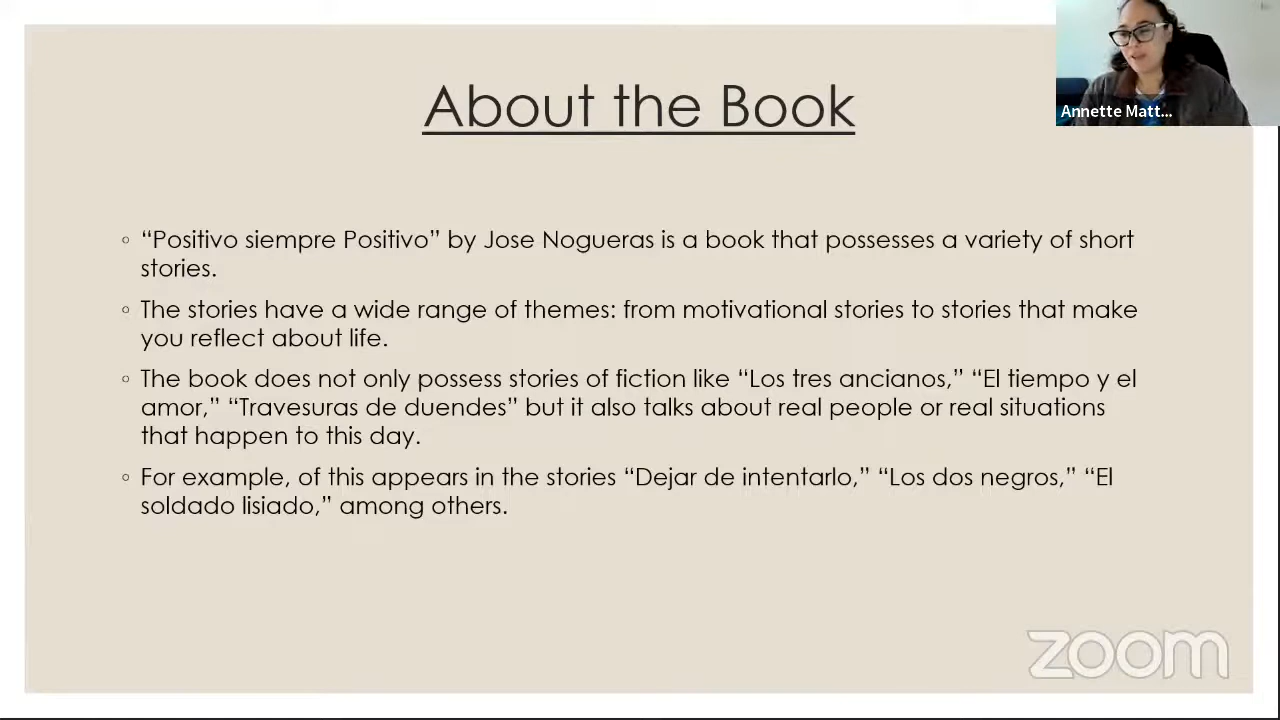 About the Book
Annette Matt...
◦ “Positivo siempre Positivo” by Jose Nogueras is a book that possesses a variety of short
stories.
◦ The stories have a wide range of themes: from motivational stories to stories that make
you reflect about life.
◦ The book does not only possess stories of fiction like “Los tres ancianos,” “El tiempo y el
amor,” “Travesuras de duendes” but it also talks about real people or real situations
that happen to this day.
◦ For example, of this appears in the stories “Dejar de intentarlo,” “Los dos negros,” “El
soldado lisiado,” among others.
zoom